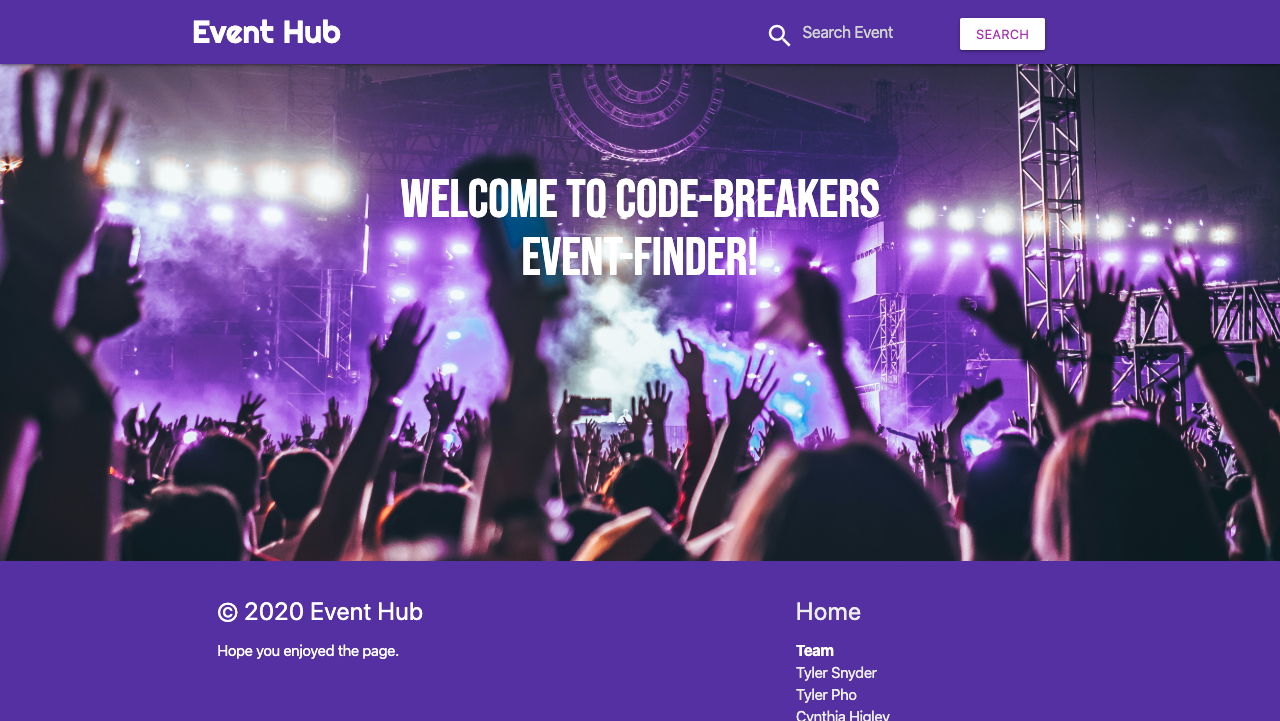 Event Hub
Search Event
SEARCH
WELCOME TO CODE-BREAKERS
EVENT-FINDER!
© 2020 Event Hub
Hope you enjoyed the page.
Home
Team
Tyler Snyder
Tyler Pho
Cynthia Higley